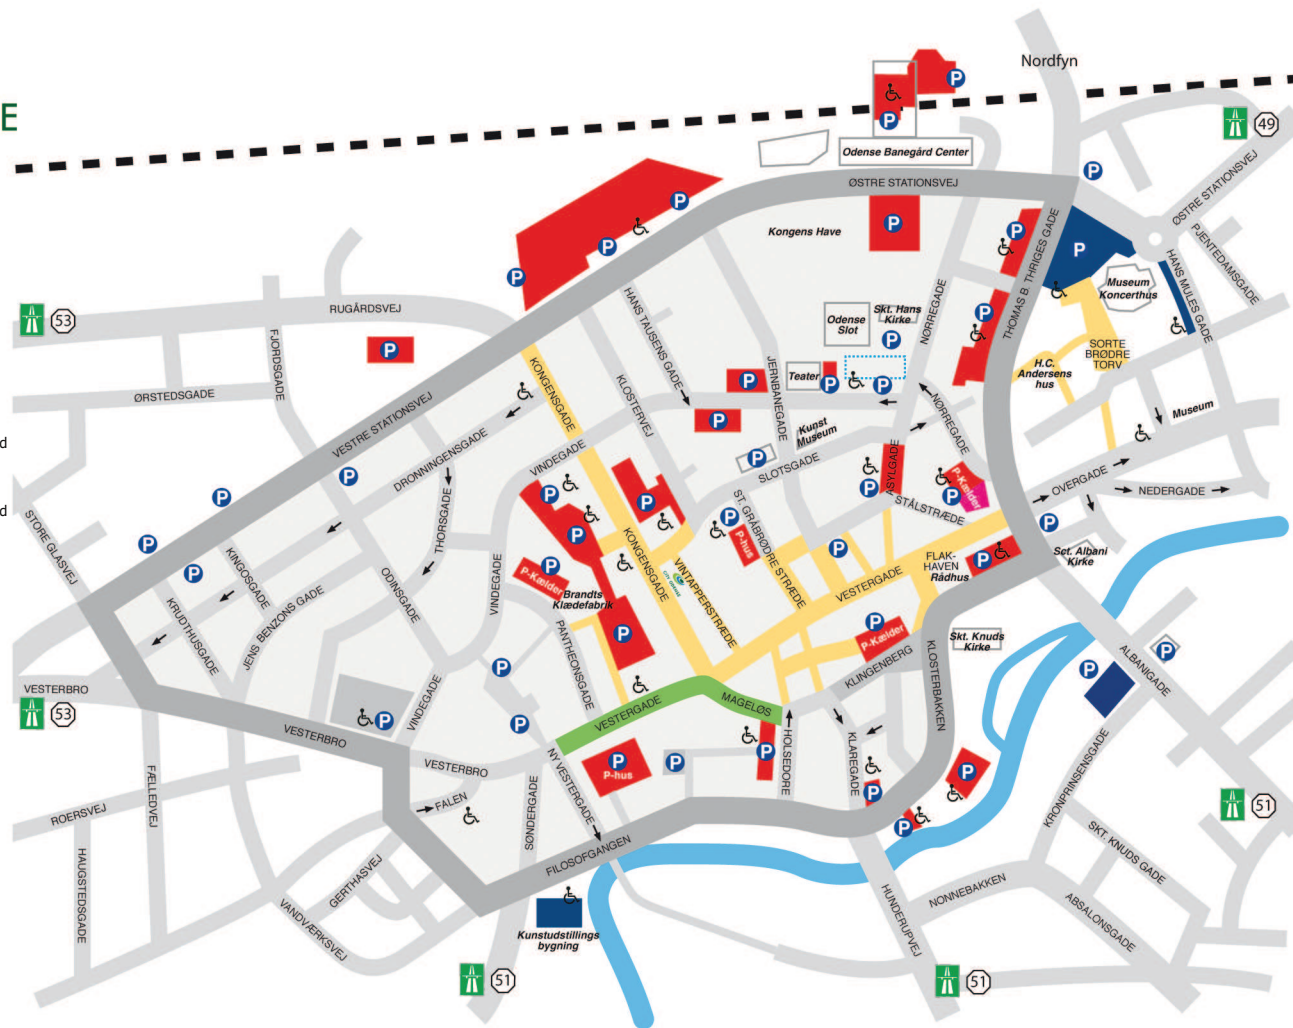 Nordfyn
E
49
P
P
Odense Banegård Center
ØSTRE STATIONSVEJ
P
ØSTRE STATIONSVEJ
P
Kongens Have
P
P
P
PJENTEDAMSGADE
HANS MULES GADE
THOMAS B. THRIGES GADE
P
P
Museum
Koncerthus
53
RUGÅRDSVEJ
HANS TAUSENS GADE
Odense
Slot
Skt. Hans
Kirke
NØRREGADE
P
P
SORTE
BRØDRE
TORV
FJORDSGADE
P
KONGENSGADE
KLOSTERVEJ
JERNBANEGADE
H.C.
Andersens
hus
Teater
P
P
P
ØRSTEDSGADE
VESTRE STATIONSVEJ
P
NØRREGADE
Museum
d
DRONNINGENSGADE
VINDEGADE
Kunst
Museum
P
SLOTSGADE
ASYLGADE
P
P-Kælder
P
OVERGADE
NEDERGADE
P
P
d
STORE GLASVEJ
P
THORSGADE
P
P
ST. GRÅBRØDRE STRÆDE
P
STÅLSTRÆDE
P
P
KINGOSGADE
ODINSGADE
VINDEGADE
KONGENSGADE
P-hus
P
FLAK-
HAVEN
Rådhus
P
Sct. Albani
Kirke
P
KRUDTHUSGADE
JENS BENZONS GADE
P-Kælder
Brandts
Klædefabrik
VINTAPPERSTRÆDE
VESTERGADE
P
PANTHEONSGADE
P
P-Kælder
Skt. Knuds
Kirke
P
KLINGENBERG
KLOSTERBAKKEN
P
ALBANIGADE
P
VESTERBRO
53
P
VINDEGADE
P
VESTERGADE
MAGELØS
VESTERBRO
VESTERBRO
NY VESTERGADE
P
P-hus
P
P
HOLSEDORE
KLAREGADE
P
KRONPRINSENSGADE
FÆLLEDVEJ
FALEN
SØNDERGADE
P
P
51
ROERSVEJ
HAUGSTEDSGADE
GERTHASVEJ
VANDVÆRKSVEJ
FILOSOFGANGEN
SKT. KNUDS GADE
NONNEBAKKEN
HUNDERUPVEJ
ABSALONSGADE
Kunstudstillings
bygning
51
51